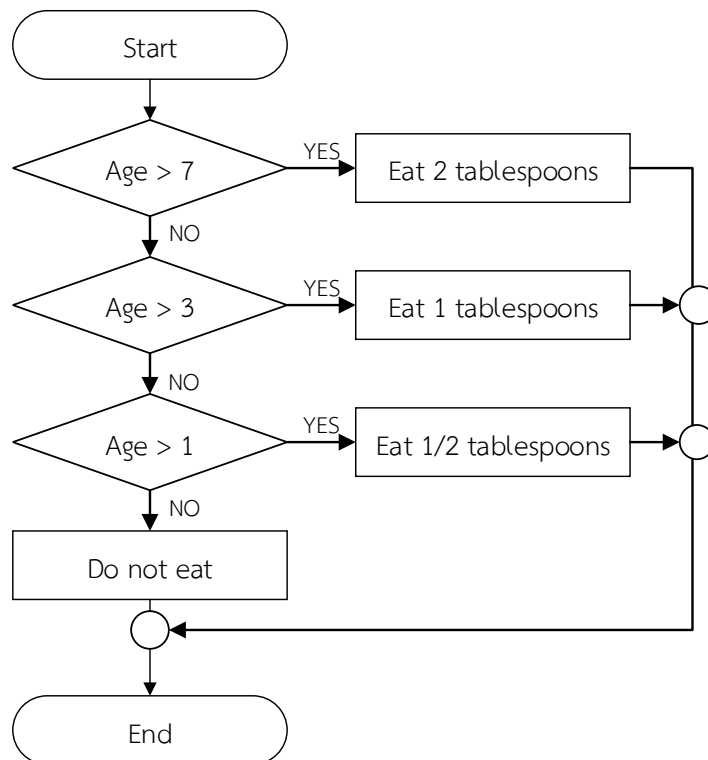 Start
Age > 7
YES
Eat 2 tablespoons
NO
Age > 3
YES
Eat 1 tablespoons
NO
Age > 1
YES
Eat 1/2 tablespoons
NO
Do not eat
End